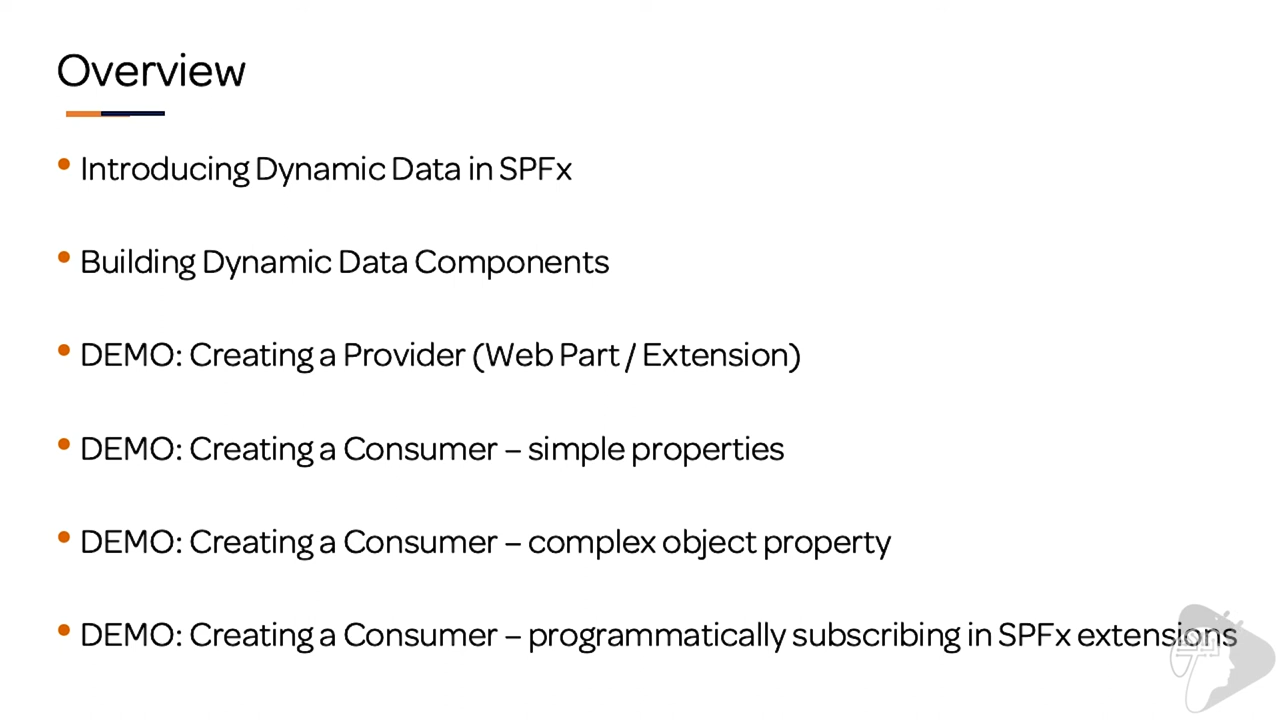 Overview
• Introducing Dynamic Data in SPFx
• Building Dynamic Data Components
• DEMO: Creating a Provider (Web Part / Extension)
• DEMO: Creating a Consumer – simple properties
• DEMO: Creating a Consumer – complex object property
• DEMO: Creating a Consumer – programmatically subscribing in SPFx extensions